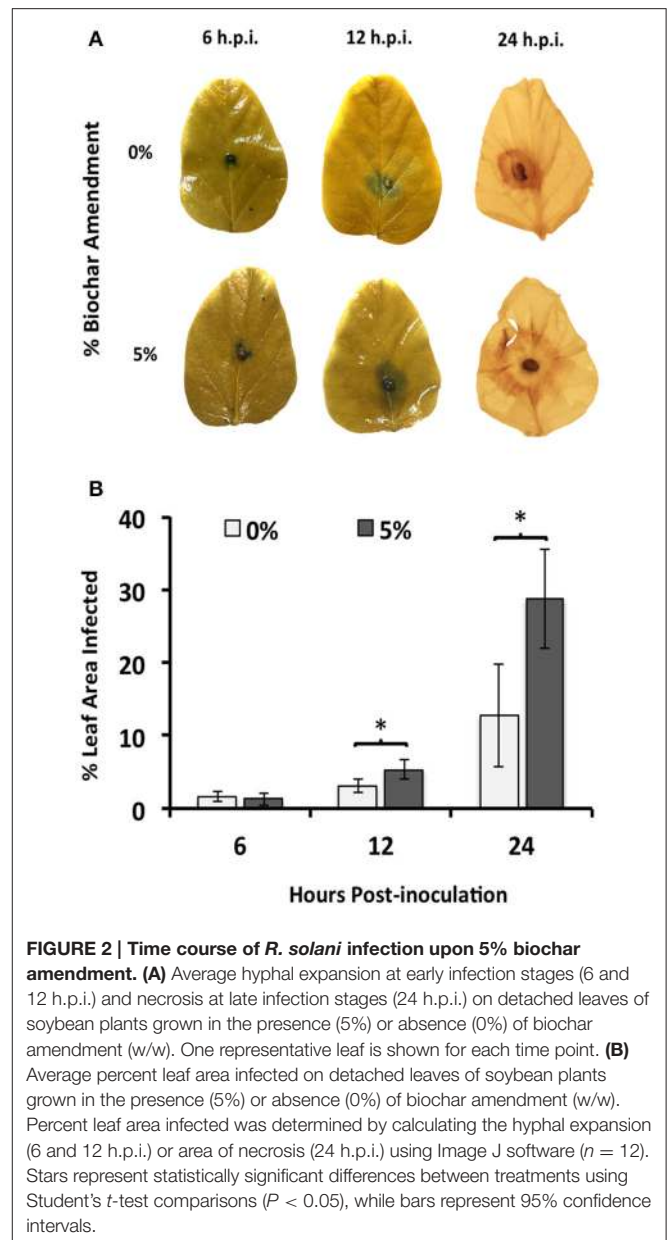 A
6 h.p.i. 12 h.p.i. 24 h.p.i.
% Biochar Amendment
0%
5%
B
0% 5%
% Leaf Area Infected
40
30
20
10
0
*
*
6 12 24
Hours Post-inoculation
FIGURE 2 | Time course of R. solani infection upon 5% biochar
amendment. (A) Average hyphal expansion at early infection stages (6 and
12 h.p.i.) and necrosis at late infection stages (24 h.p.i.) on detached leaves of
soybean plants grown in the presence (5%) or absence (0%) of biochar
amendment (w/w). One representative leaf is shown for each time point. (B)
Average percent leaf area infected on detached leaves of soybean plants
grown in the presence (5%) or absence (0%) of biochar amendment (w/w).
Percent leaf area infected was determined by calculating the hyphal expansion
(6 and 12 h.p.i.) or area of necrosis (24 h.p.i.) using Image J software (n = 12).
Stars represent statistically significant differences between treatments using
Student's t-test comparisons (P < 0.05), while bars represent 95% confidence
intervals.